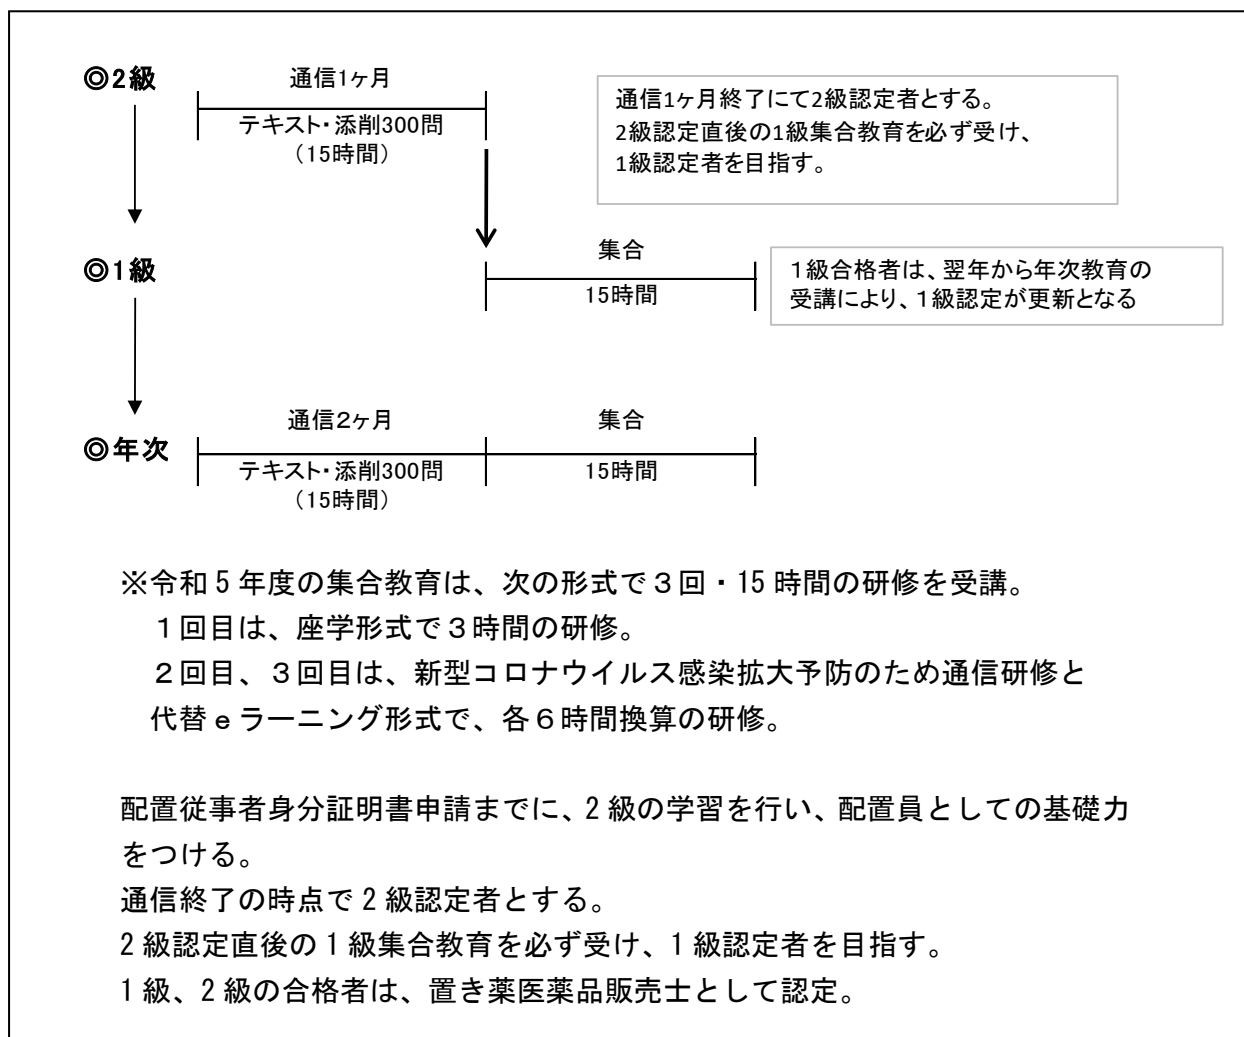 ◎2級
通信1ヶ月
テキスト・添削300問
（15時間）
通信1ヶ月終了にて2級認定者とする。
2級認定直後の1級集合教育を必ず受け、
1級認定者を目指す。
◎1級
集合
15時間
１級合格者は、翌年から年次教育の
受講により、１級認定が更新となる
◎年次
通信２ヶ月
テキスト・添削300問
（15時間）
集合
15時間
※令和５年度の集合教育は、次の形式で３回・15時間の研修を受講。
１回目は、座学形式で３時間の研修。
２回目、３回目は、新型コロナウイルス感染拡大予防のため通信研修と
代替ｅラーニング形式で、各６時間換算の研修。
配置従事者身分証明書申請までに、2級の学習を行い、配置員としての基礎力
をつける。
通信終了の時点で2級認定者とする。
2級認定直後の1級集合教育を必ず受け、1級認定者を目指す。
1級、2級の合格者は、置き薬医薬品販売士として認定。